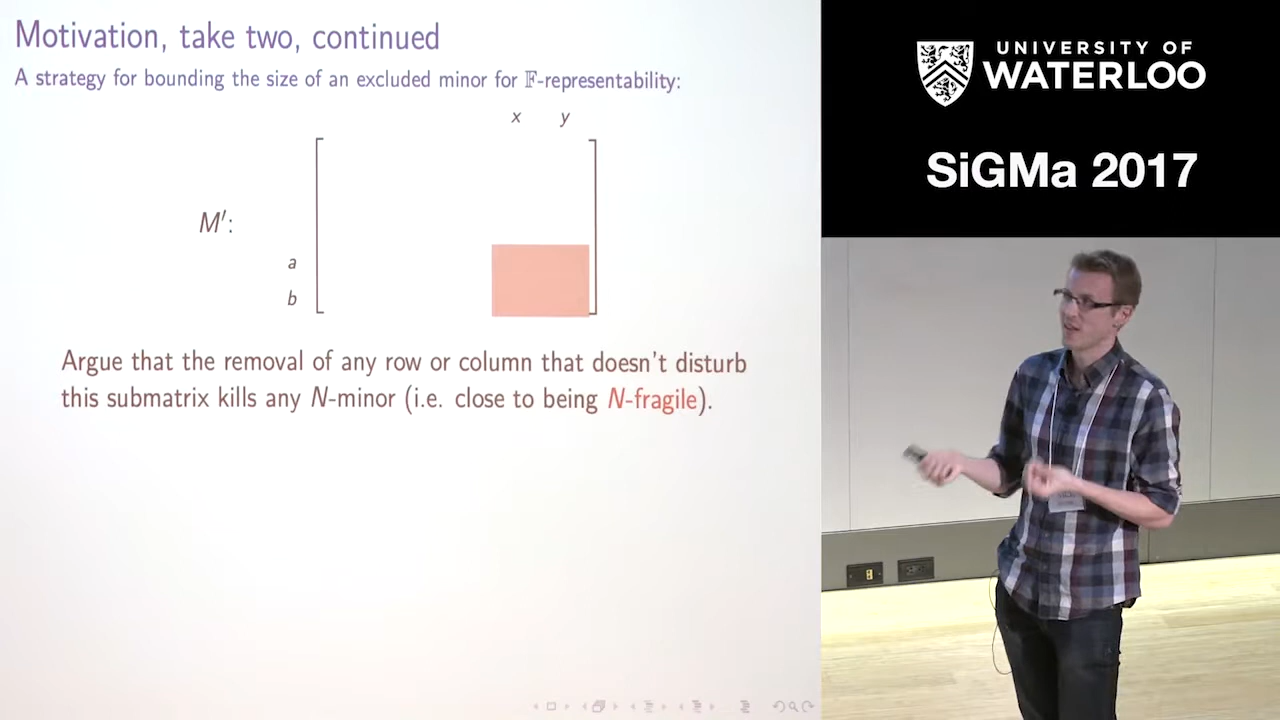 Motivation, take two, continued
A strategy for bounding the size of an excluded minor for 𝔽-representability:
x y
M′:
a
b
Argue that the removal of any row or column that doesn't disturb
this submatrix kills any N-minor (i.e. close to being N-fragile).
UNIVERSITY OF
WATERLOO
SiGMa 2017